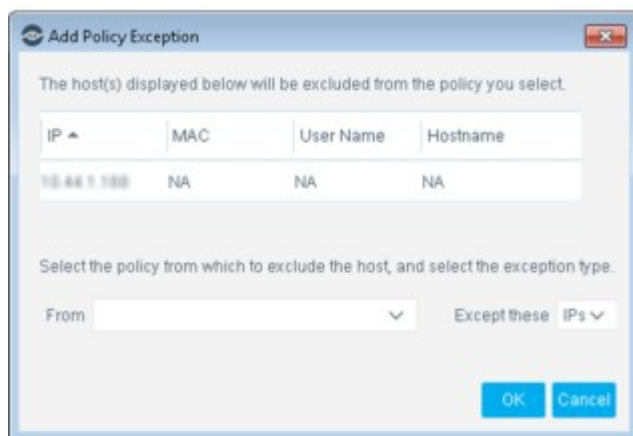 Add Policy Exception
The host(s) displayed below will be excluded from the policy you select.
IP MAC User Name Hostname
NA NA NA
Select the policy from which to exclude the host, and select the exception type.
From Except these IPs
OK Cancel